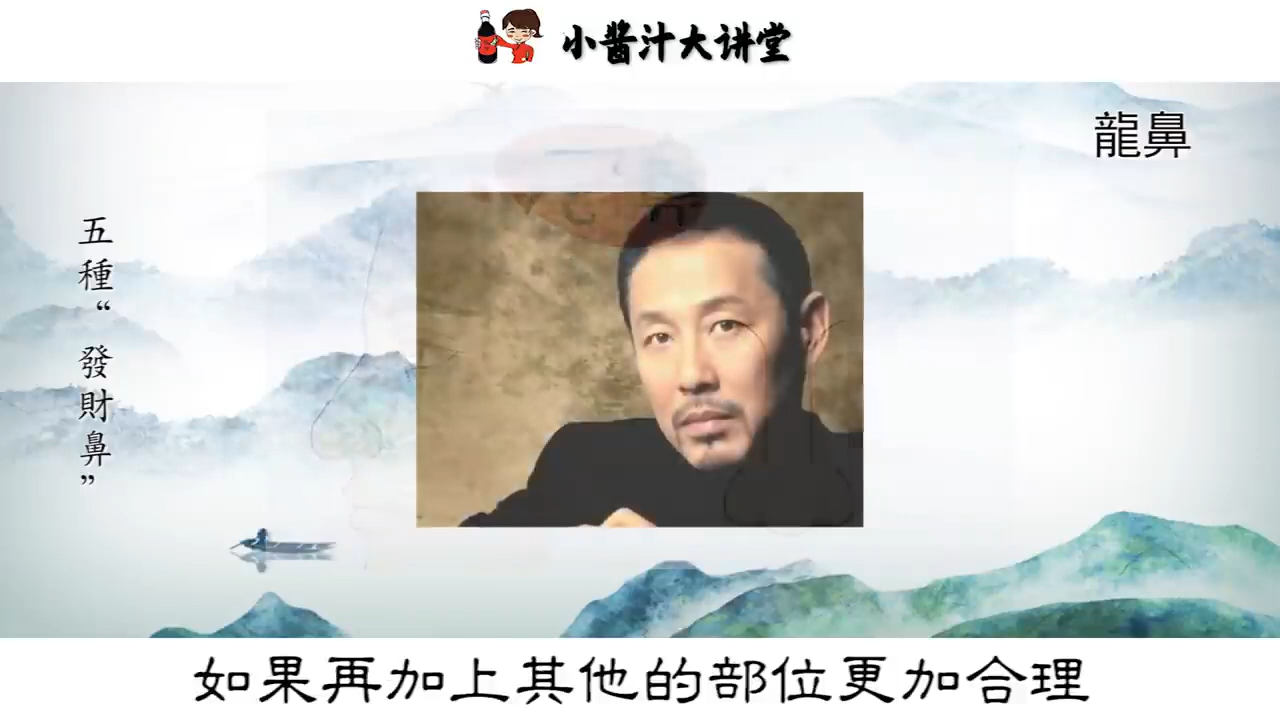 小酱汁大讲堂
龍鼻
五種“發財鼻”
如果再加上其他的部位更加合理